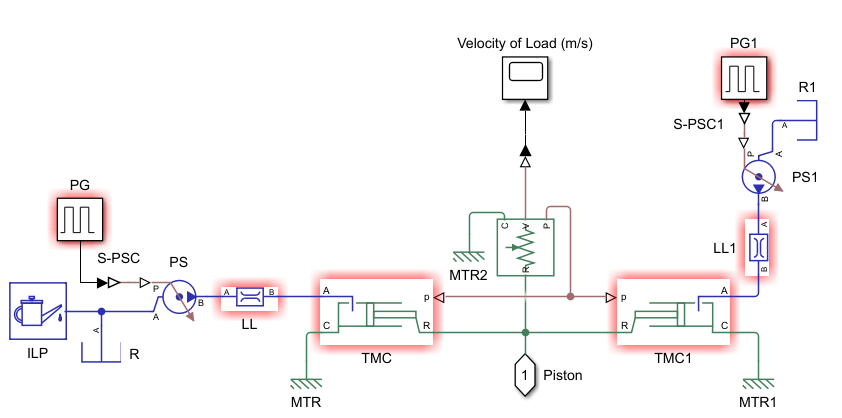 Velocity of Load (m/s)
PG1
R1
S-PSC1
A
P
A
PS1
B
PG
C
V
P
A
S-PSC
PS
LL1
P
R
B
MTR2
A
B
A
B
A
p
p
A
A
C
R
R
C
ILP
R
LL
TMC
TMC1
1
Piston
MTR
MTR1